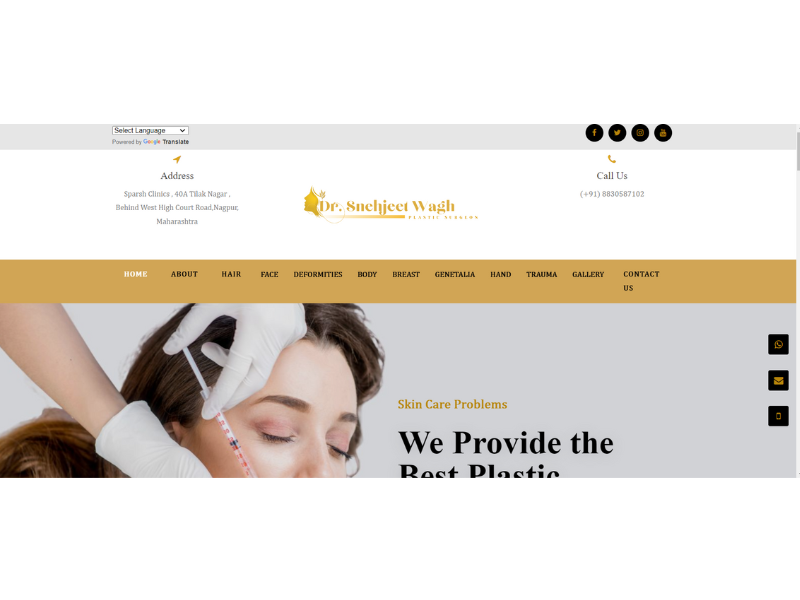 Select Language
Powered by Google Translate
Address
Sparsh Clinics , 40A Tilak Nagar ,
Behind West High Court Road,Nagpur,
Maharashtra
Dr. Snehjeet Wagh
PLASTIC SURGEON
Call Us
(+91) 8830587102
HOME ABOUT HAIR FACE DEFORMITIES BODY BREAST GENETALIA HAND TRAUMA GALLERY CONTACT
US
Skin Care Problems
We Provide the
Best Plastic